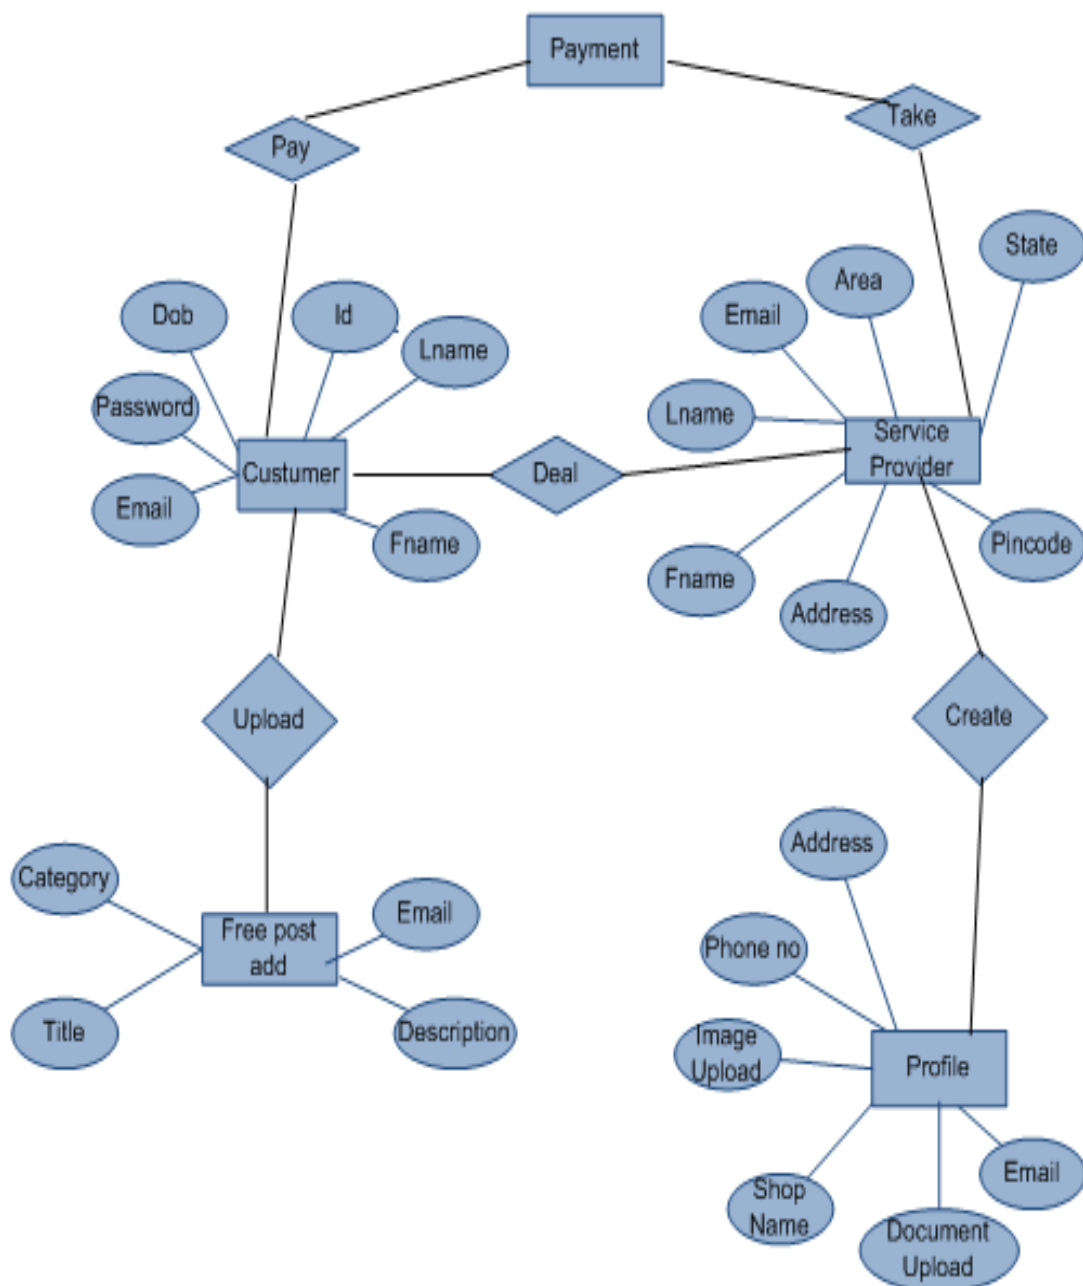 Payment
Pay
Take
State
Area
Dob
Id
Email
Lname
Password
Lname
Custumer
Deal
Service
Provider
Email
Fname
Pincode
Fname
Address
Upload
Create
Address
Category
Email
Free post
add
Phone no
Title
Description
Image
Upload
Profile
Email
Shop
Name
Document
Upload